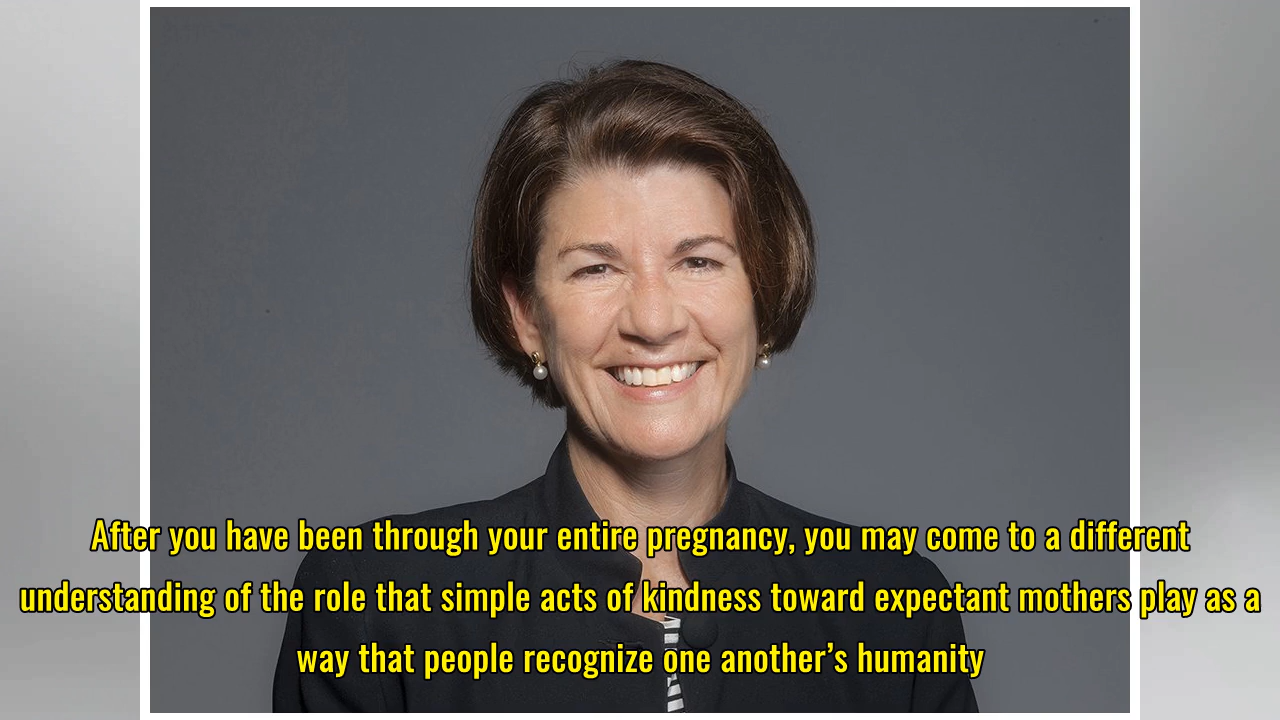 After you have been through your entire pregnancy, you may come to a different
understanding of the role that simple acts of kindness toward expectant mothers play as a
way that people recognize one another’s humanity